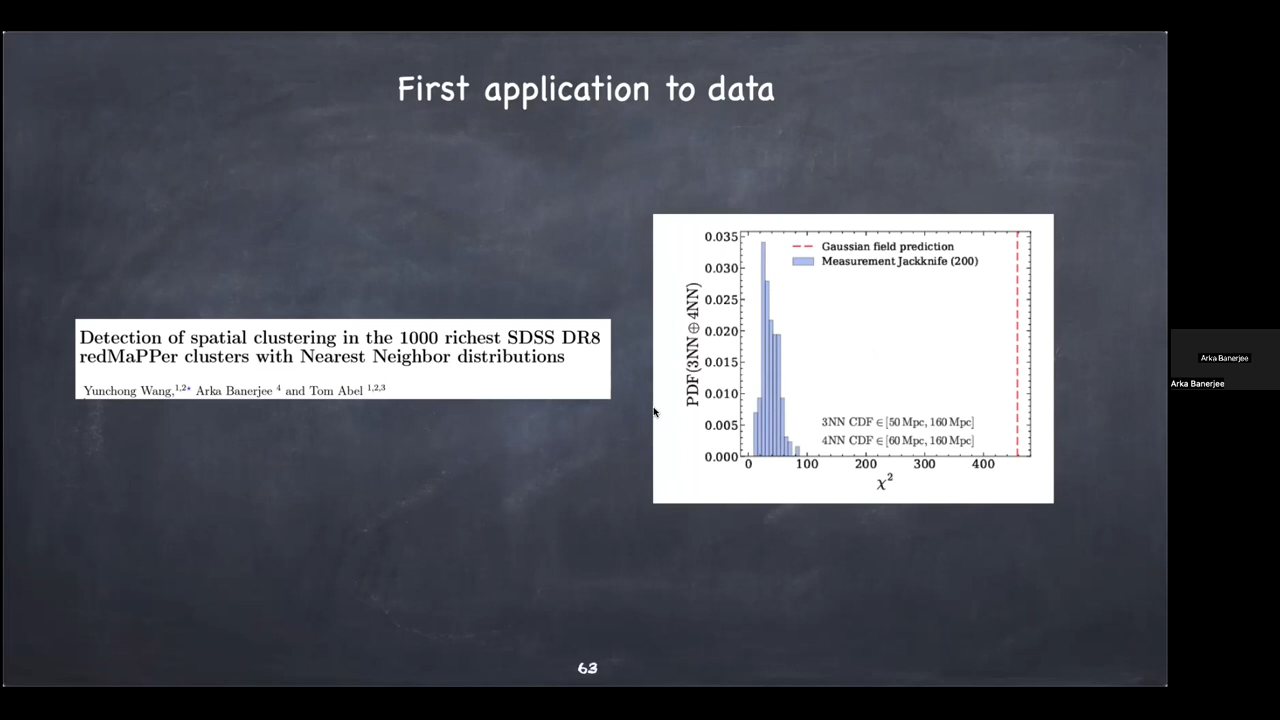 First application to data
Detection of spatial clustering in the 1000 richest SDSS DR8
redMaPPer clusters with Nearest Neighbor distributions
Yunchong Wang,1,2⋆ Arka Banerjee 4 and Tom Abel 1,2,3
PDF(3NN ⊕ 4NN)
0.035
0.030
0.025
0.020
0.015
0.010
0.005
0.000
Gaussian field prediction
Measurement Jackknife (200)
3NN CDF ∈ [50 Mpc, 160 Mpc]
4NN CDF ∈ [60 Mpc, 160 Mpc]
0 100 200 300 400
χ²
63
Arka Banerjee
Arka Banerjee